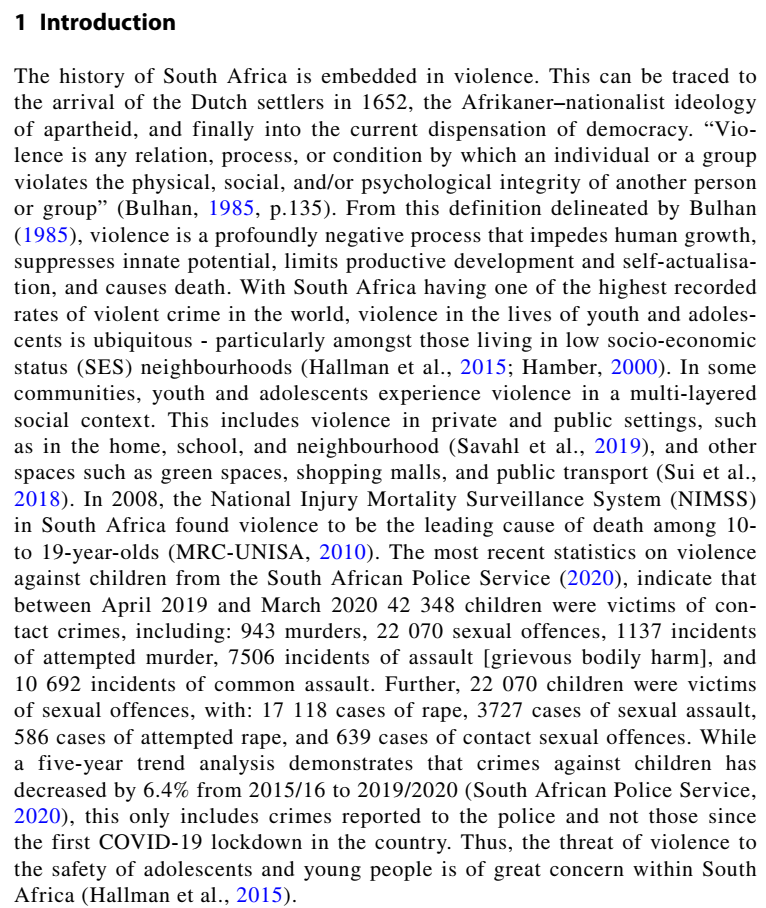 1 Introduction
The history of South Africa is embedded in violence. This can be traced to
the arrival of the Dutch settlers in 1652, the Afrikaner–nationalist ideology
of apartheid, and finally into the current dispensation of democracy. “Vio-
lence is any relation, process, or condition by which an individual or a group
violates the physical, social, and/or psychological integrity of another person
or group” (Bulhan, 1985, p.135). From this definition delineated by Bulhan
(1985), violence is a profoundly negative process that impedes human growth,
suppresses innate potential, limits productive development and self-actualisa-
tion, and causes death. With South Africa having one of the highest recorded
rates of violent crime in the world, violence in the lives of youth and adoles-
cents is ubiquitous - particularly amongst those living in low socio-economic
status (SES) neighbourhoods (Hallman et al., 2015; Hamber, 2000). In some
communities, youth and adolescents experience violence in a multi-layered
social context. This includes violence in private and public settings, such
as in the home, school, and neighbourhood (Savahl et al., 2019), and other
spaces such as green spaces, shopping malls, and public transport (Sui et al.,
2018). In 2008, the National Injury Mortality Surveillance System (NIMSS)
in South Africa found violence to be the leading cause of death among 10-
to 19-year-olds (MRC-UNISA, 2010). The most recent statistics on violence
against children from the South African Police Service (2020), indicate that
between April 2019 and March 2020 42 348 children were victims of con-
tact crimes, including: 943 murders, 22 070 sexual offences, 1137 incidents
of attempted murder, 7506 incidents of assault [grievous bodily harm], and
10 692 incidents of common assault. Further, 22 070 children were victims
of sexual offences, with: 17 118 cases of rape, 3727 cases of sexual assault,
586 cases of attempted rape, and 639 cases of contact sexual offences. While
a five-year trend analysis demonstrates that crimes against children has
decreased by 6.4% from 2015/16 to 2019/2020 (South African Police Service,
2020), this only includes crimes reported to the police and not those since
the first COVID-19 lockdown in the country. Thus, the threat of violence to
the safety of adolescents and young people is of great concern within South
Africa (Hallman et al., 2015).